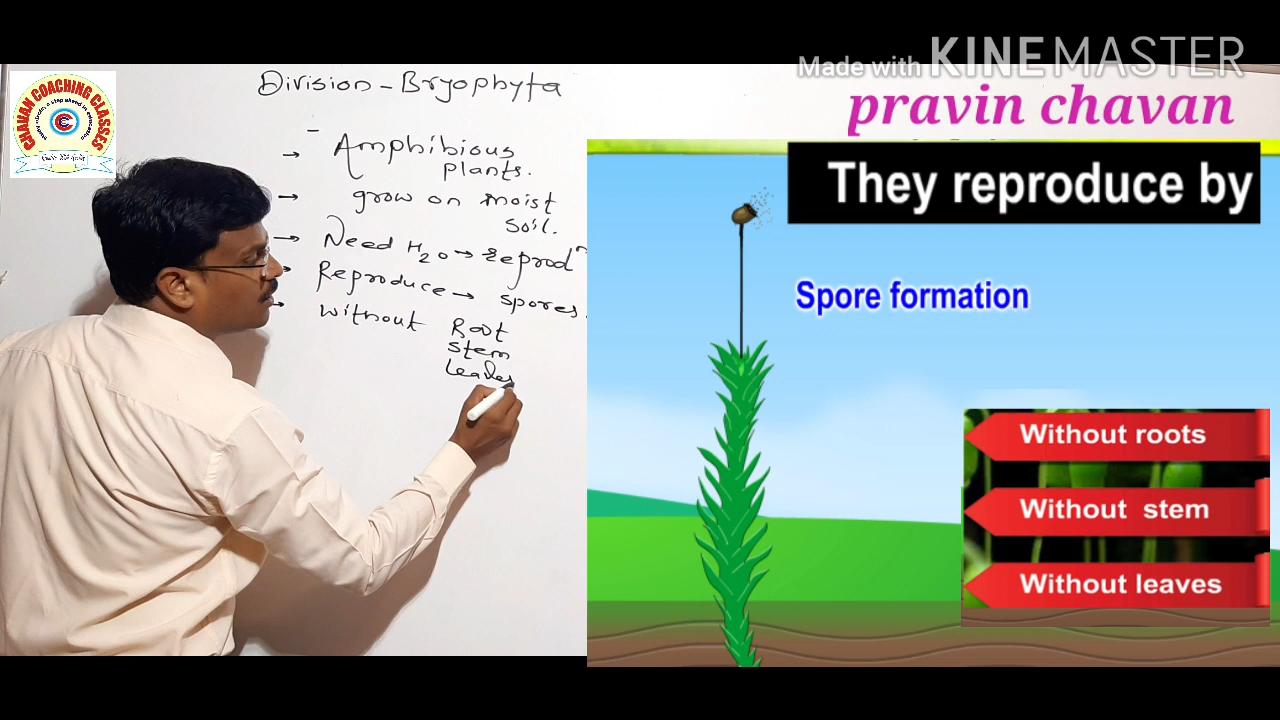 Made with KINEMASTER
pravin chavan
CHAVAN COACHING CLASSES
Division - Bryophyta
→ Amphibious
plants.
→ grow on moist
soil.
→ Need H2O → reprodⁿ
Reproduce → spores.
without Root
stem
Leaves
They reproduce by
Spore formation
Without roots
Without stem
Without leaves